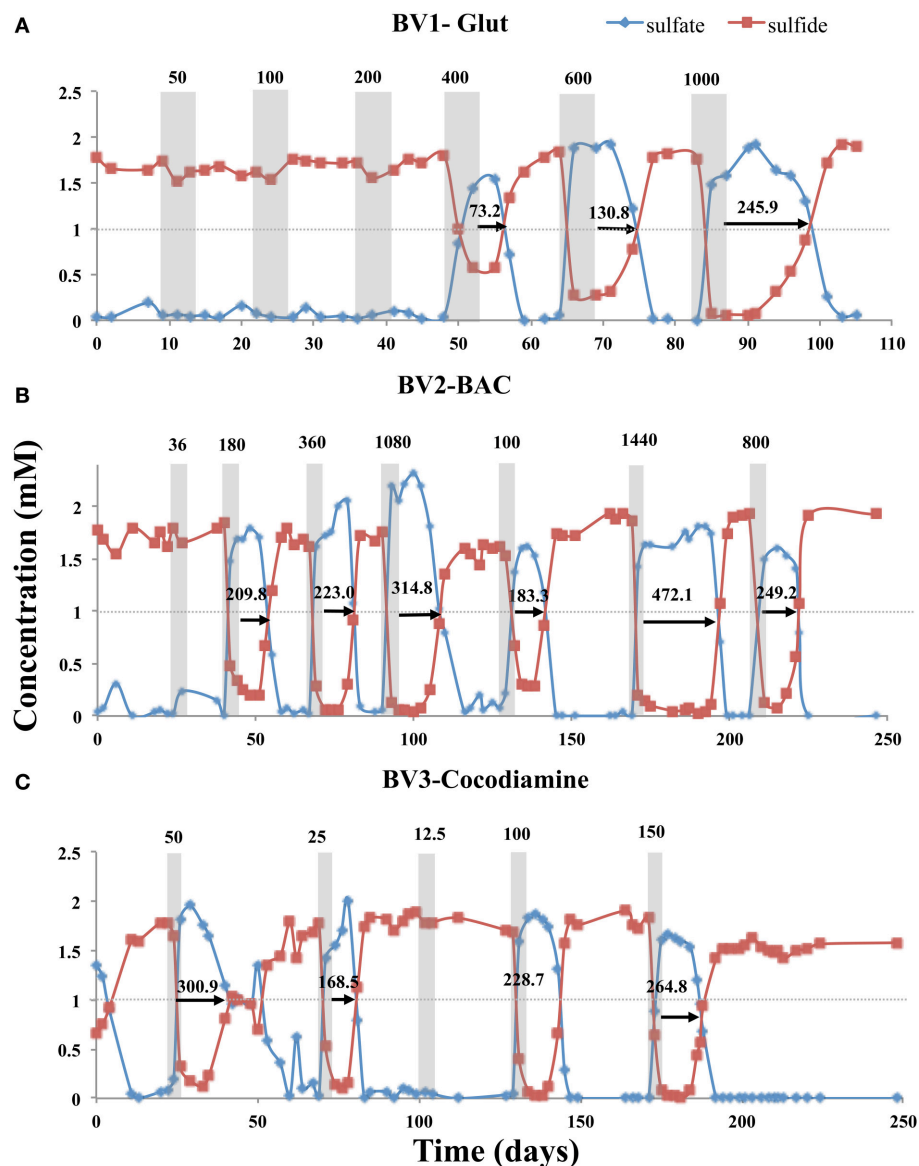 A
BV1- Glut
sulfate
sulfide
50 100 200 400 600 1000
2.5
2
1.5
1
0.5
0
73.2
130.8
245.9
0 10 20 30 40 50 60 70 80 90 100 110
BV2-BAC
B
36 180 360 1080 100 1440 800
2
1.5
1
0.5
0
209.8
223.0
314.8
183.3
472.1
249.2
0 50 100 150 200 250
Concentration (mM)
BV3-Cocodiamine
C
50 25 12.5 100 150
2.5
2
1.5
1
0.5
0
300.9
168.5
228.7
264.8
0 50 100 150 200 250
Time (days)